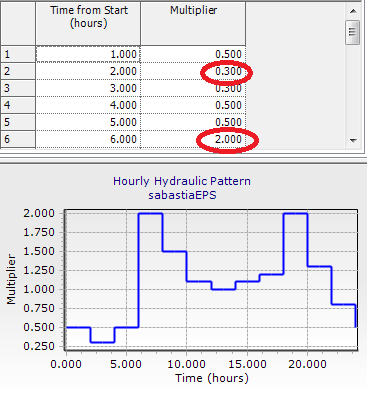 Time from Start (hours) Multiplier
1 1.000 0.500
2 2.000 0.300
3 3.000 0.300
4 4.000 0.500
5 5.000 0.500
6 6.000 2.000
Hourly Hydraulic Pattern
sabastiaEPS
Multiplier
2.000
1.750
1.500
1.250
1.000
0.750
0.500
0.250
0.000 5.000 10.000 15.000 20.000
Time (hours)